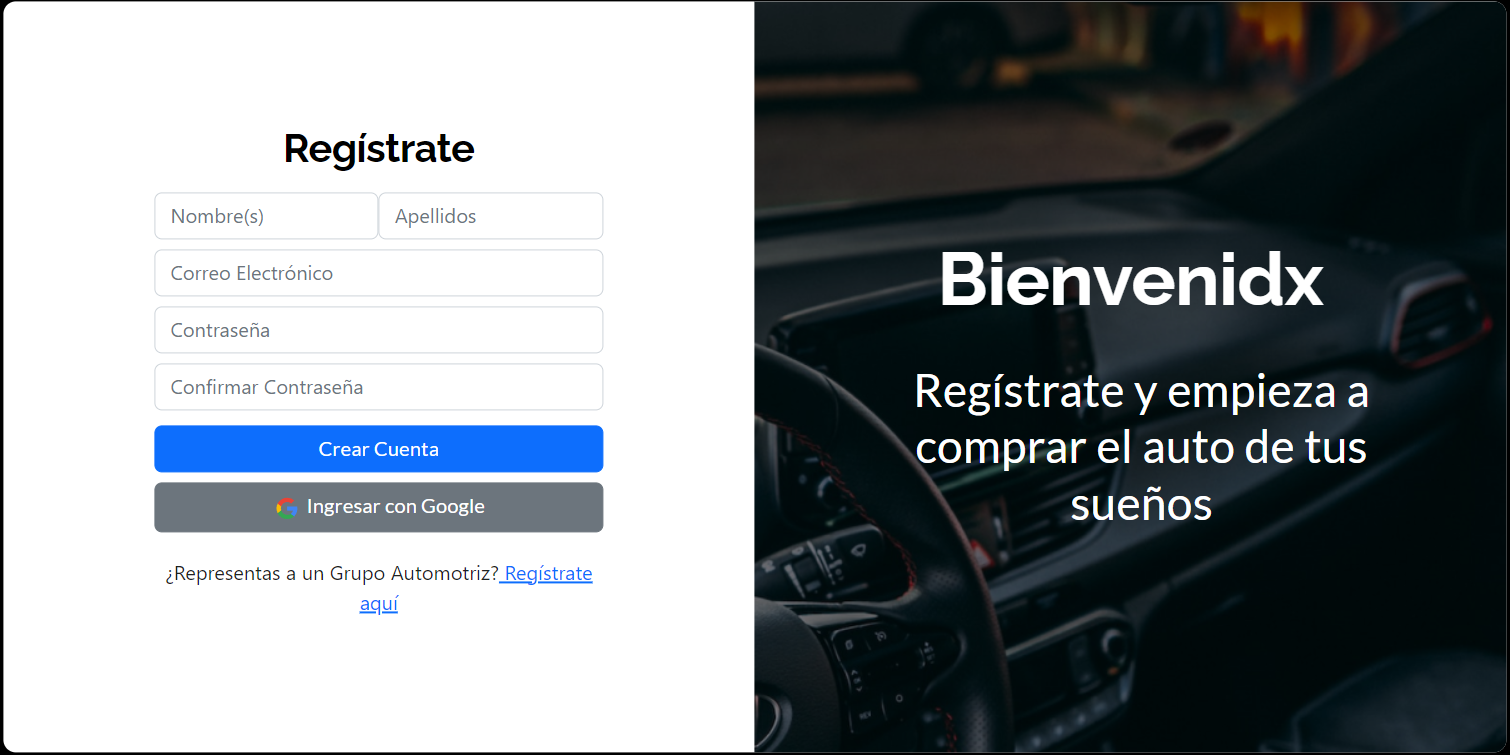 Regístrate
Nombre(s) Apellidos
Correo Electrónico
Contraseña
Confirmar Contraseña
Crear Cuenta
Ingresar con Google
¿Representas a un Grupo Automotriz? Regístrate
aquí
Bienvenidx
Regístrate y empieza a
comprar el auto de tus
sueños